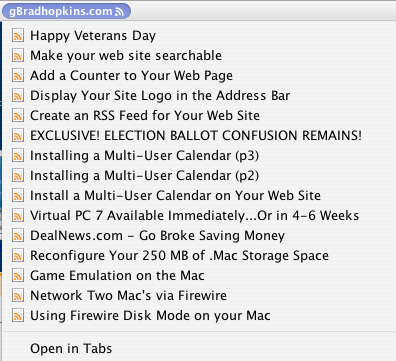 gBradhopkins.com
Happy Veterans Day
Make your web site searchable
Add a Counter to Your Web Page
Display Your Site Logo in the Address Bar
Create an RSS Feed for Your Web Site
EXCLUSIVE! ELECTION BALLOT CONFUSION REMAINS!
Installing a Multi-User Calendar (p3)
Installing a Multi-User Calendar (p2)
Install a Multi-User Calendar on Your Web Site
Virtual PC 7 Available Immediately...Or in 4-6 Weeks
DealNews.com - Go Broke Saving Money
Reconfigure Your 250 MB of .Mac Storage Space
Game Emulation on the Mac
Network Two Mac's via Firewire
Using Firewire Disk Mode on your Mac
Open in Tabs